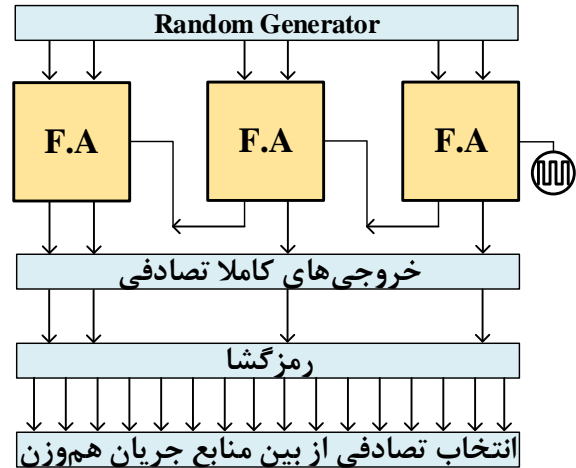 Random Generator
F.A
F.A
F.A
خروجی‌های کاملا تصادفی
رمزگشا
انتخاب تصادفی از بین منابع جریان هم‌وزن